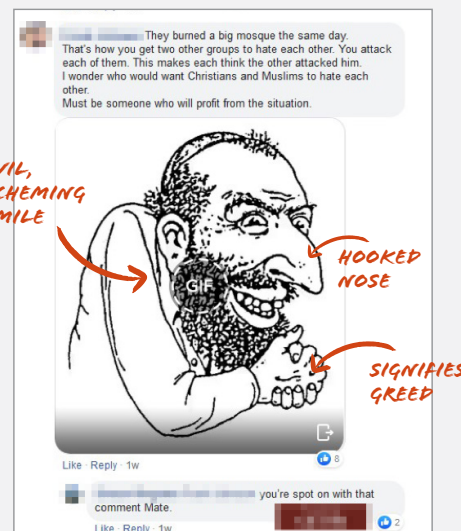 They burned a big mosque the same day.
That's how you get two other groups to hate each other. You attack
each of them. This makes each think the other attacked him.
I wonder who would want Christians and Muslims to hate each
other.
Must be someone who will profit from the situation.
VIL,
CHEMING
MILE
GIF
HOOKED
NOSE
SIGNIFIES
GREED
Like · Reply · 1w
8
you're spot on with that
comment Mate.
Like · Reply · 1w
2